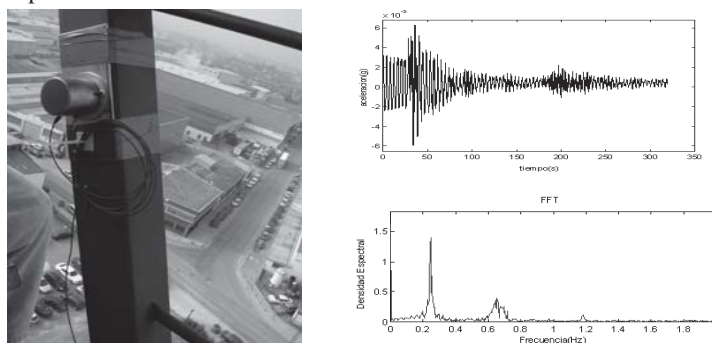 × 10⁻³
6
4
2
0
-2
-4
-6
aceleracion(g)
0 50 100 150 200 250 300 350
tiempo(s)
FFT
1.5
1
0.5
0
Densidad Espectral
0 0.2 0.4 0.6 0.8 1 1.2 1.4 1.6 1.8
Frecuencia(Hz)